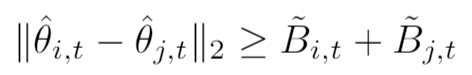 ‖θ̂_{i,t} − θ̂_{j,t}‖₂ ≥ B̃_{i,t} + B̃_{j,t}